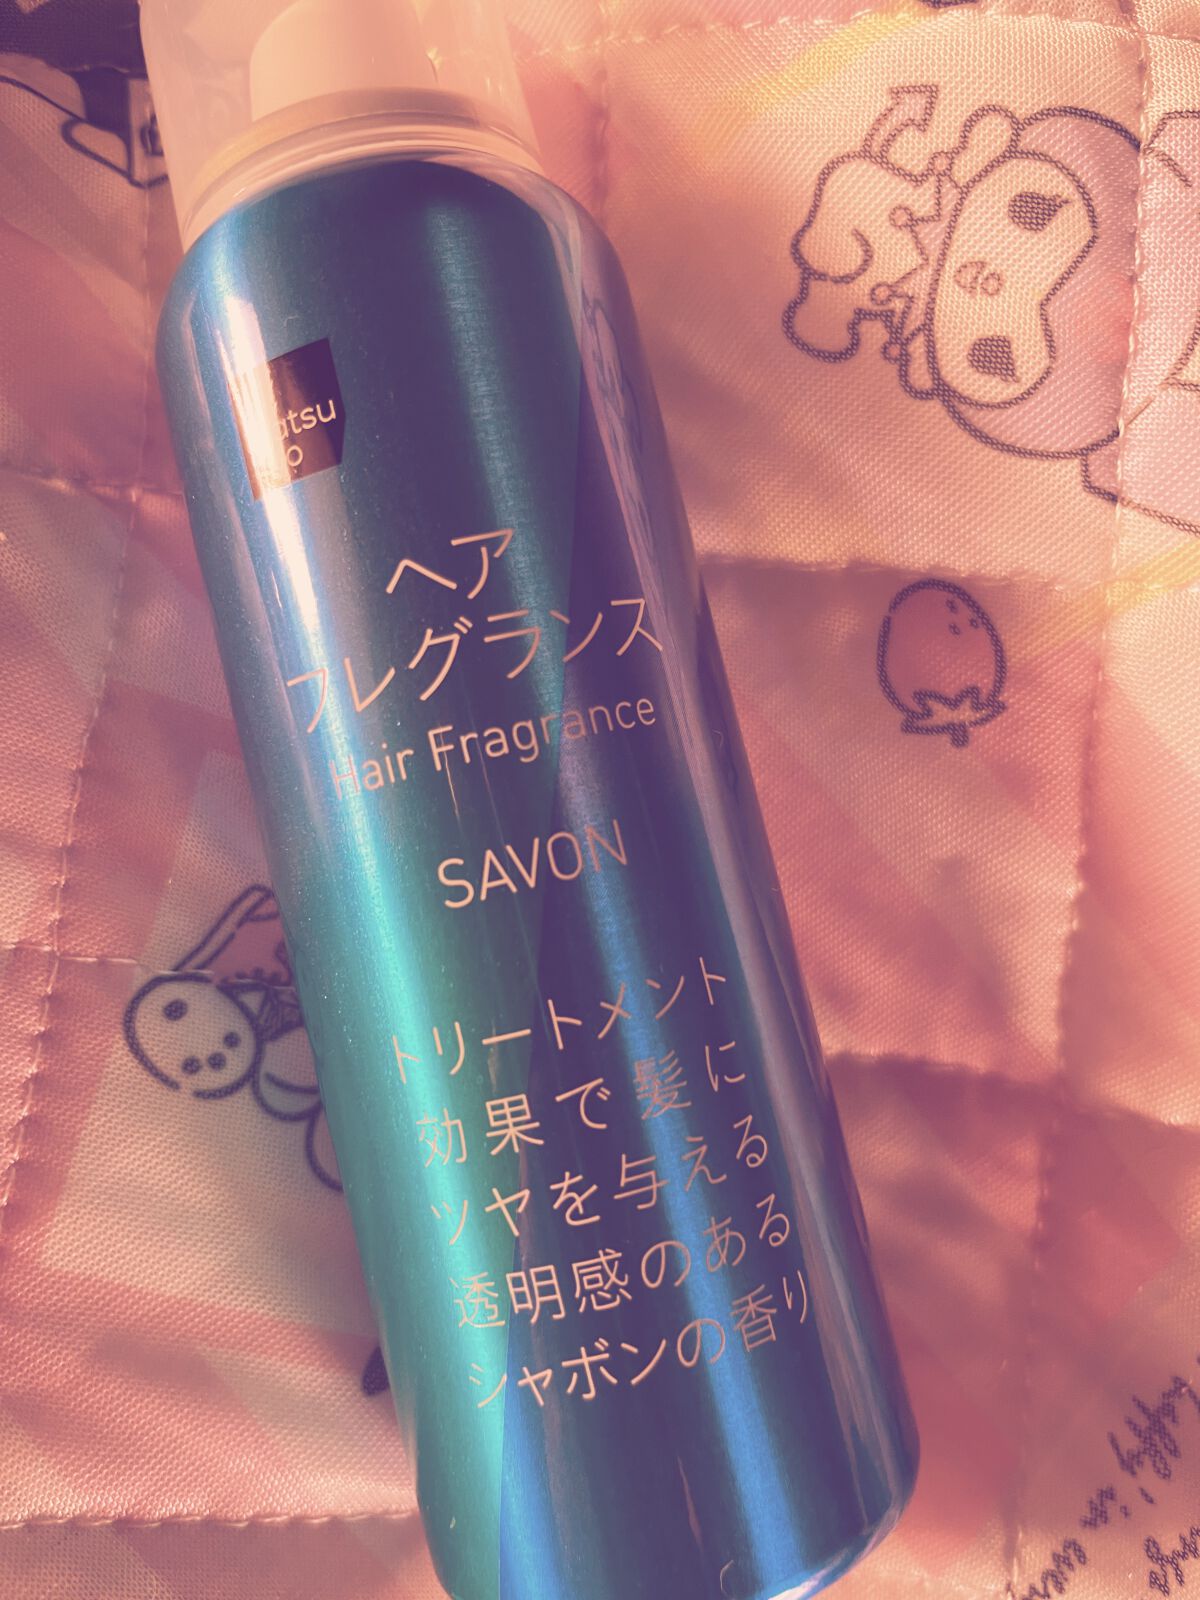 atsu
ヘア
フレグランス
Hair Fragrance
SAVON
トリートメント
効果で髪に
ツヤを与える
透明感のある
シャボンの香り